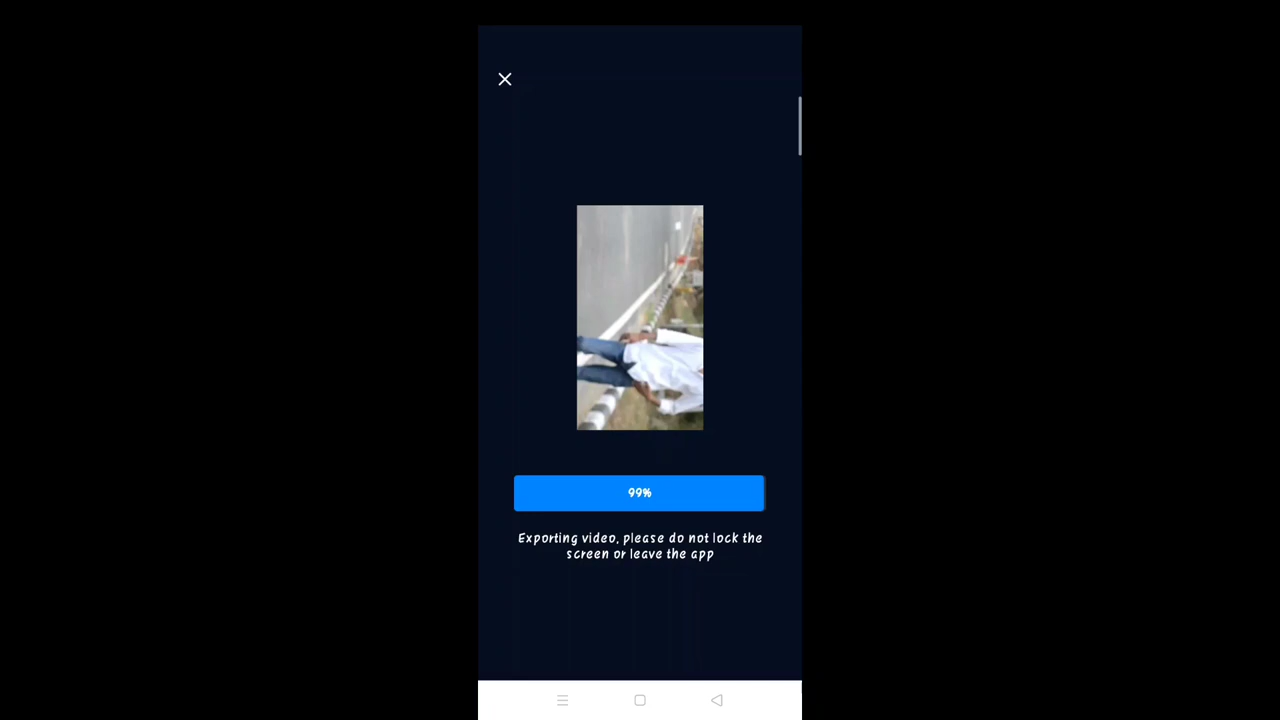 99%
Exporting video, please do not lock the
screen or leave the app